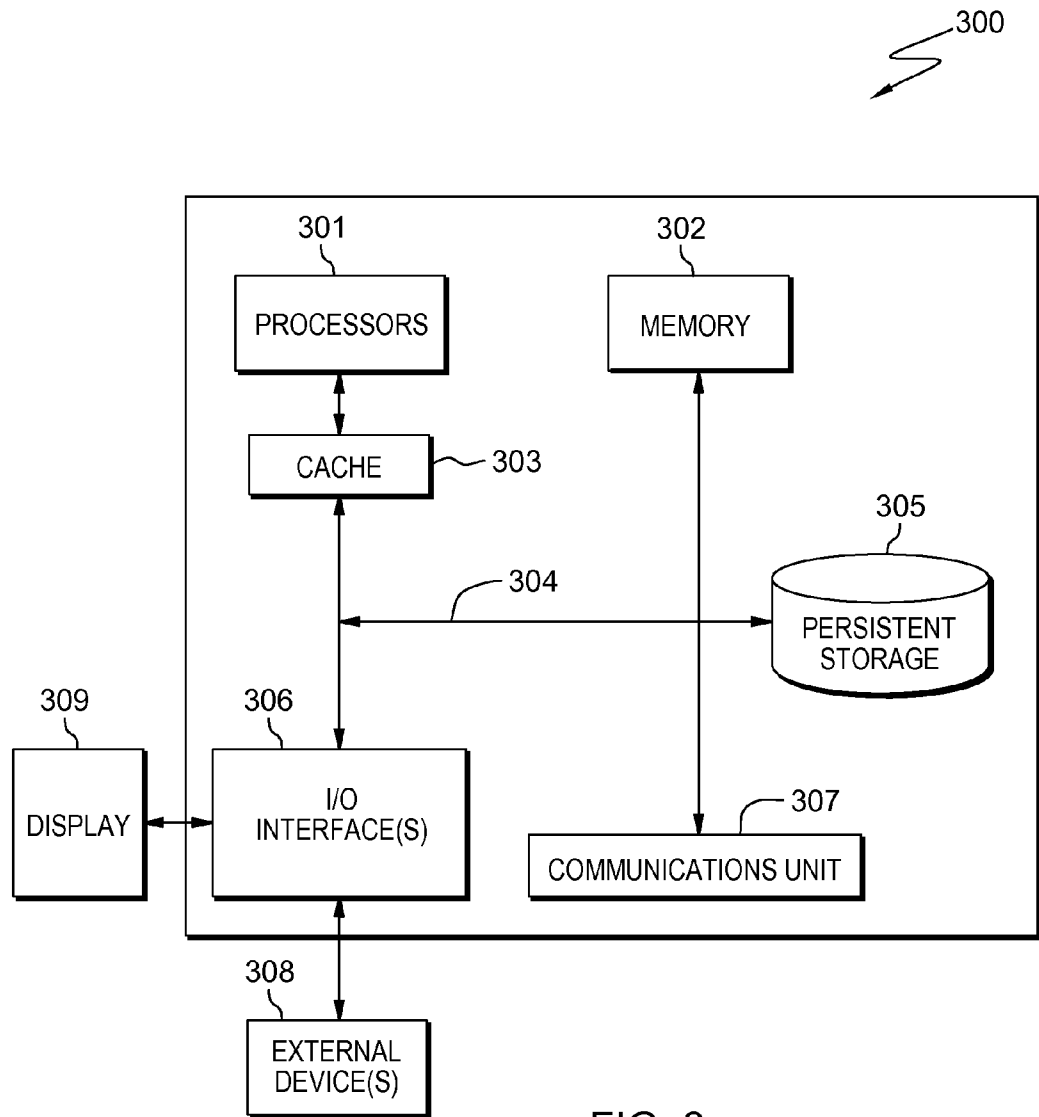 300
301
302
PROCESSORS
MEMORY
CACHE
303
305
304
PERSISTENT
STORAGE
309
306
DISPLAY
I/O
INTERFACE(S)
307
COMMUNICATIONS UNIT
308
EXTERNAL
DEVICE(S)
FIG.